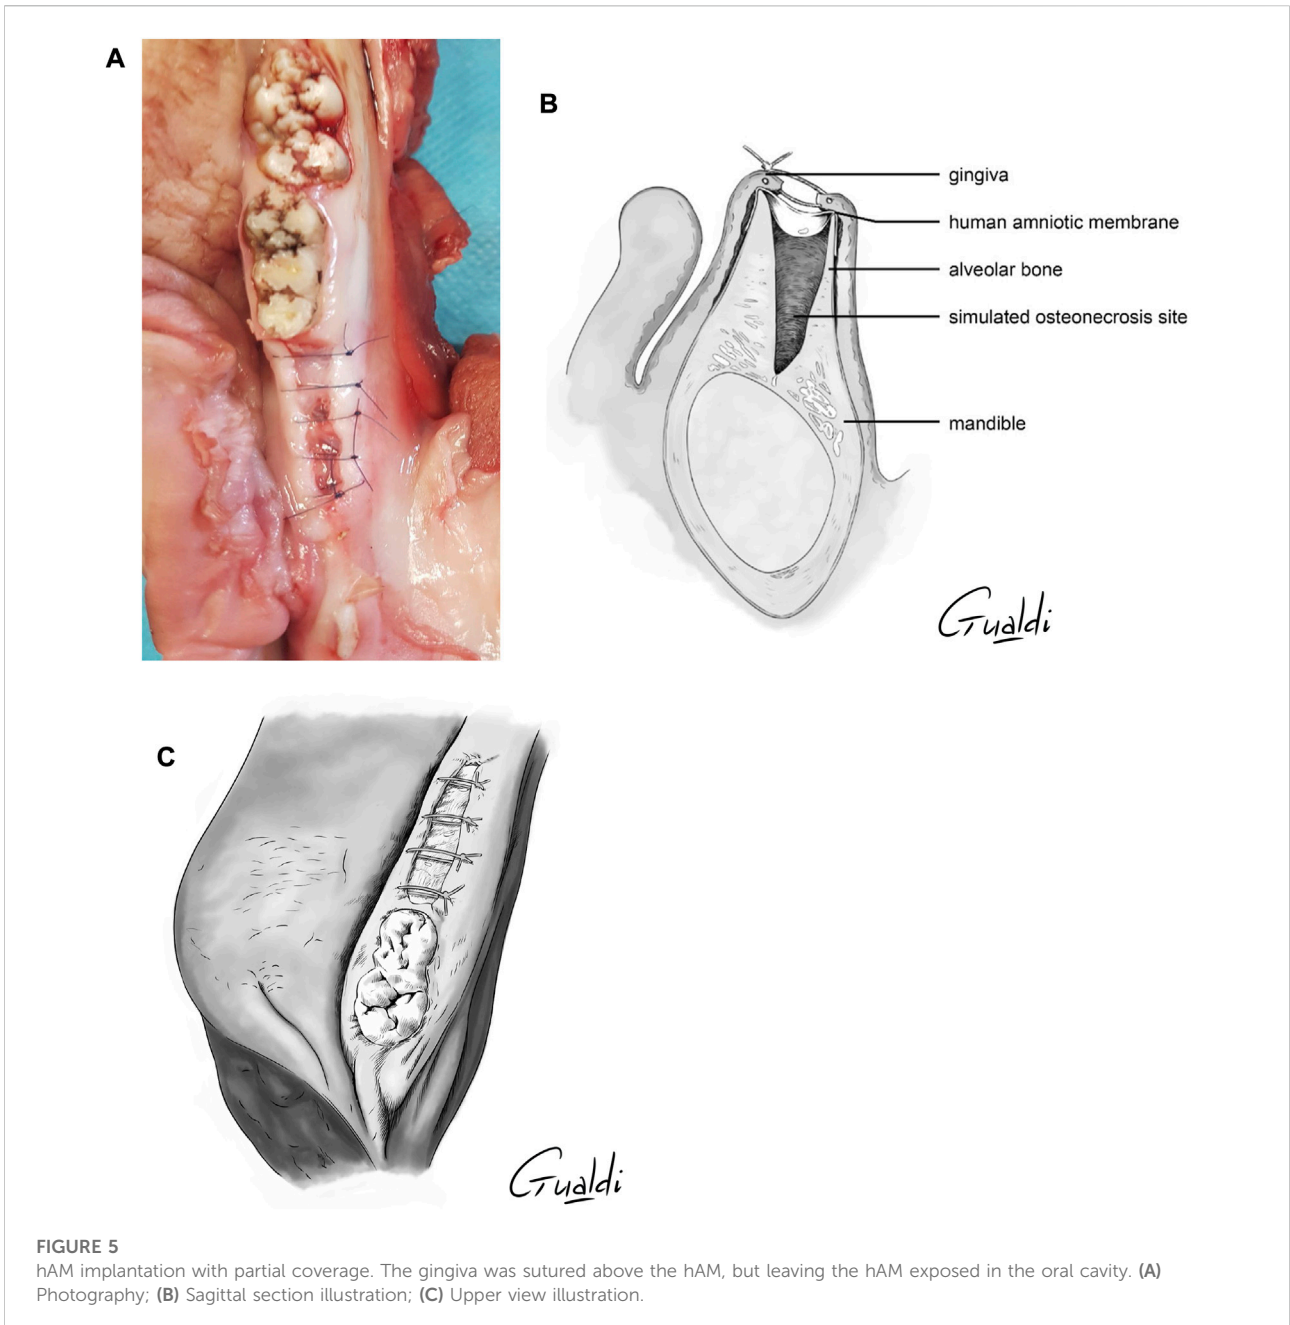 A
B
gingiva
human amniotic membrane
alveolar bone
simulated osteonecrosis site
mandible
Gualdi
C
Gualdi
FIGURE 5
hAM implantation with partial coverage. The gingiva was sutured above the hAM, but leaving the hAM exposed in the oral cavity. (A)
Photography; (B) Sagittal section illustration; (C) Upper view illustration.